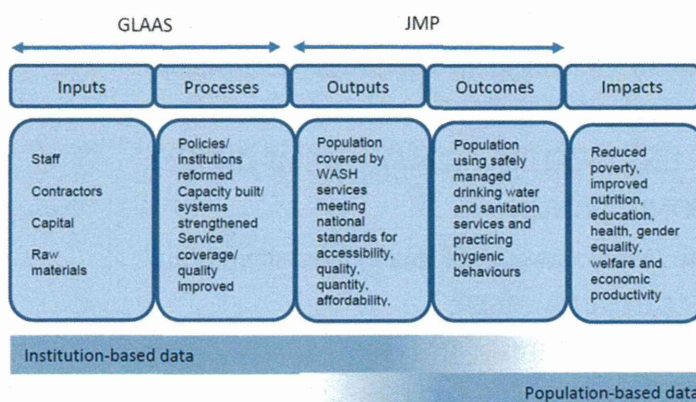 GLAAS
JMP
Inputs
Processes
Outputs
Outcomes
Impacts
Staff
Contractors
Capital
Raw
materials
Policies/
institutions
reformed
Capacity built/
systems
strengthened
Service
coverage/
quality
improved
Population
covered by
WASH
services
meeting
national
standards for
accessibility,
quality,
quantity,
affordability,
Population
using safely
managed
drinking water
and sanitation
services and
practicing
hygienic
behaviours
Reduced
poverty,
improved
nutrition,
education,
health, gender
equality,
welfare and
economic
productivity
Institution-based data
Population-based data